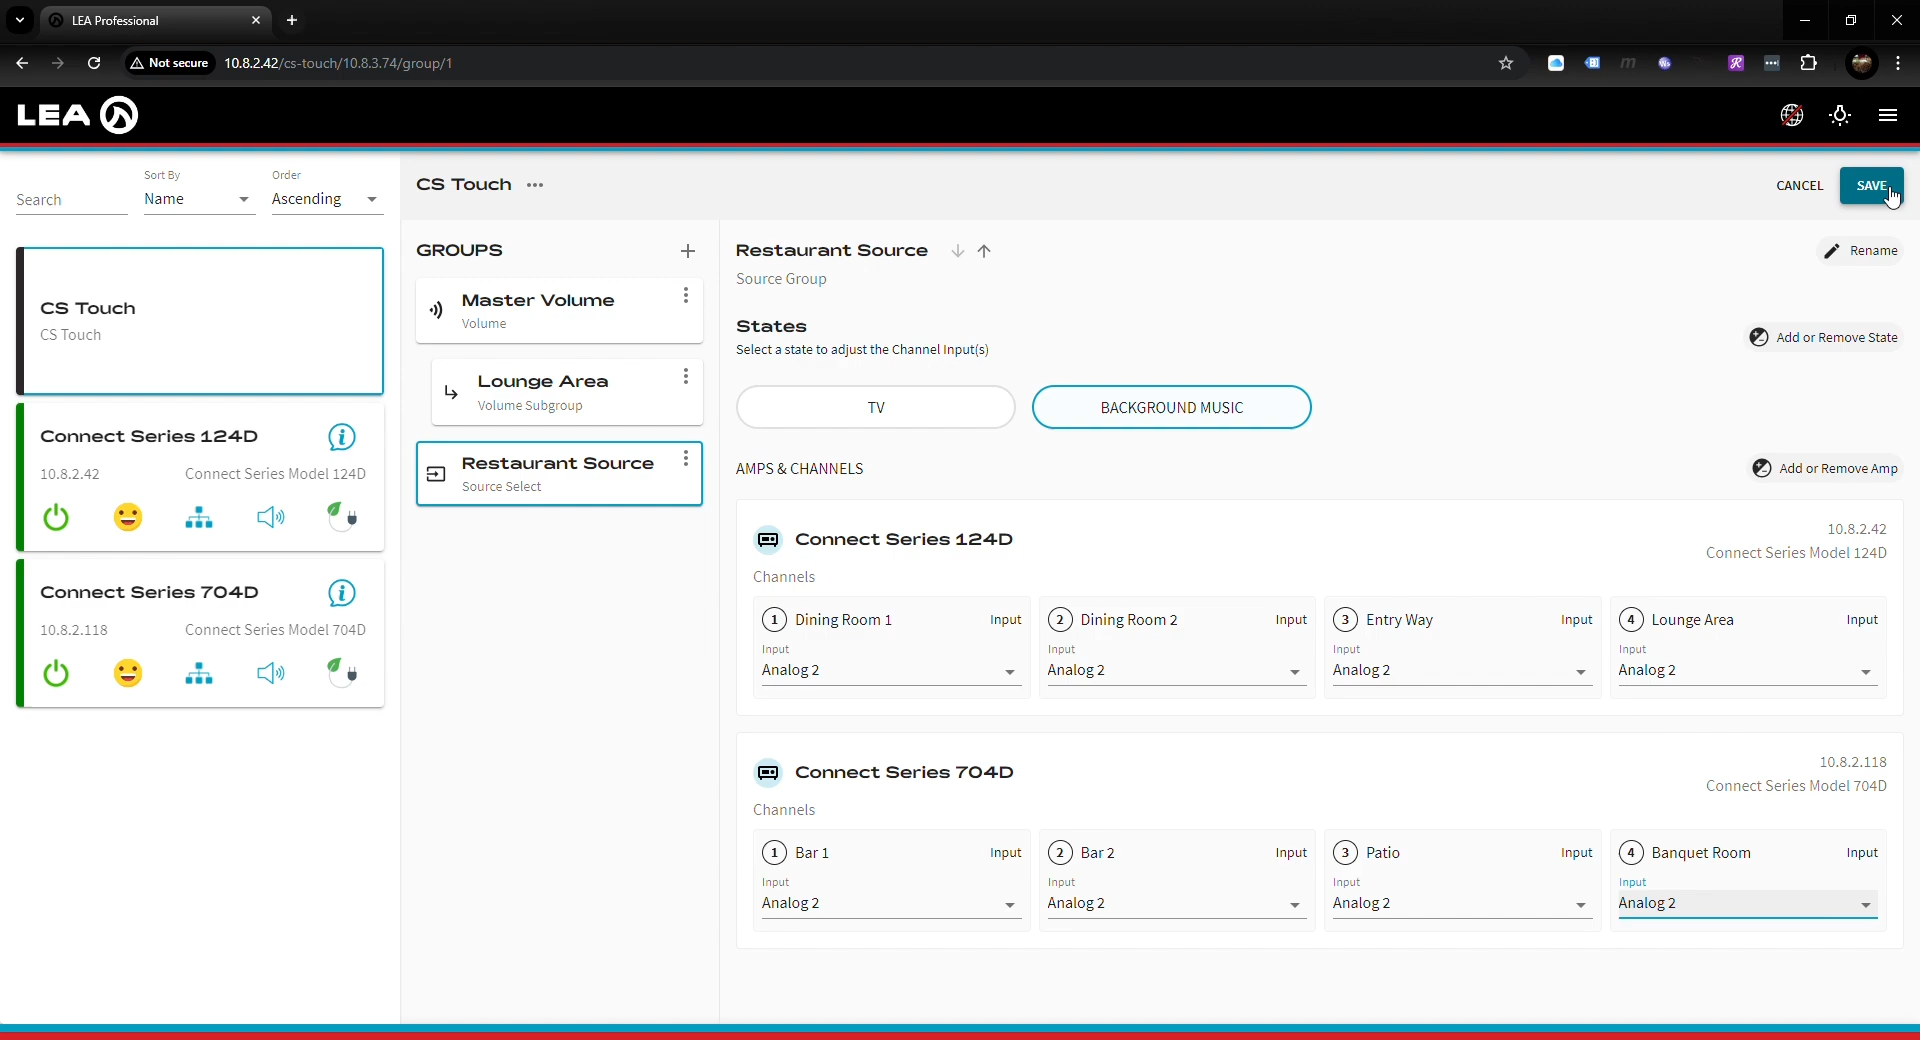 LEA Professional
Not secure
10.8.2.42/cs-touch/10.8.3.74/group/1
LEA
Search
Sort By
Name
Order
Ascending
CS Touch
CS Touch
Connect Series 124D
10.8.2.42
Connect Series Model 124D
Connect Series 704D
10.8.2.118
Connect Series Model 704D
CS Touch
CANCEL
SAVE
GROUPS
Master Volume
Volume
Lounge Area
Volume Subgroup
Restaurant Source
Source Select
Restaurant Source
Source Group
Rename
States
Select a state to adjust the Channel Input(s)
Add or Remove State
TV
BACKGROUND MUSIC
AMPS & CHANNELS
Add or Remove Amp
Connect Series 124D
10.8.2.42
Connect Series Model 124D
Channels
1 Dining Room 1 Input
Input
Analog 2
2 Dining Room 2 Input
Input
Analog 2
3 Entry Way Input
Input
Analog 2
4 Lounge Area Input
Input
Analog 2
Connect Series 704D
10.8.2.118
Connect Series Model 704D
Channels
1 Bar 1 Input
Input
Analog 2
2 Bar 2 Input
Input
Analog 2
3 Patio Input
Input
Analog 2
4 Banquet Room Input
Input
Analog 2